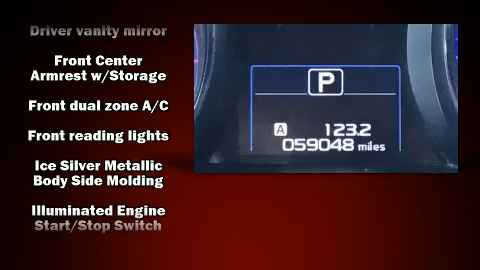 Driver vanity mirror
Front Center
Armrest w/Storage
Front dual zone A/C
Front reading lights
Ice Silver Metallic
Body Side Molding
Illuminated Engine
Start/Stop Switch
P
A 123.2
059048 miles